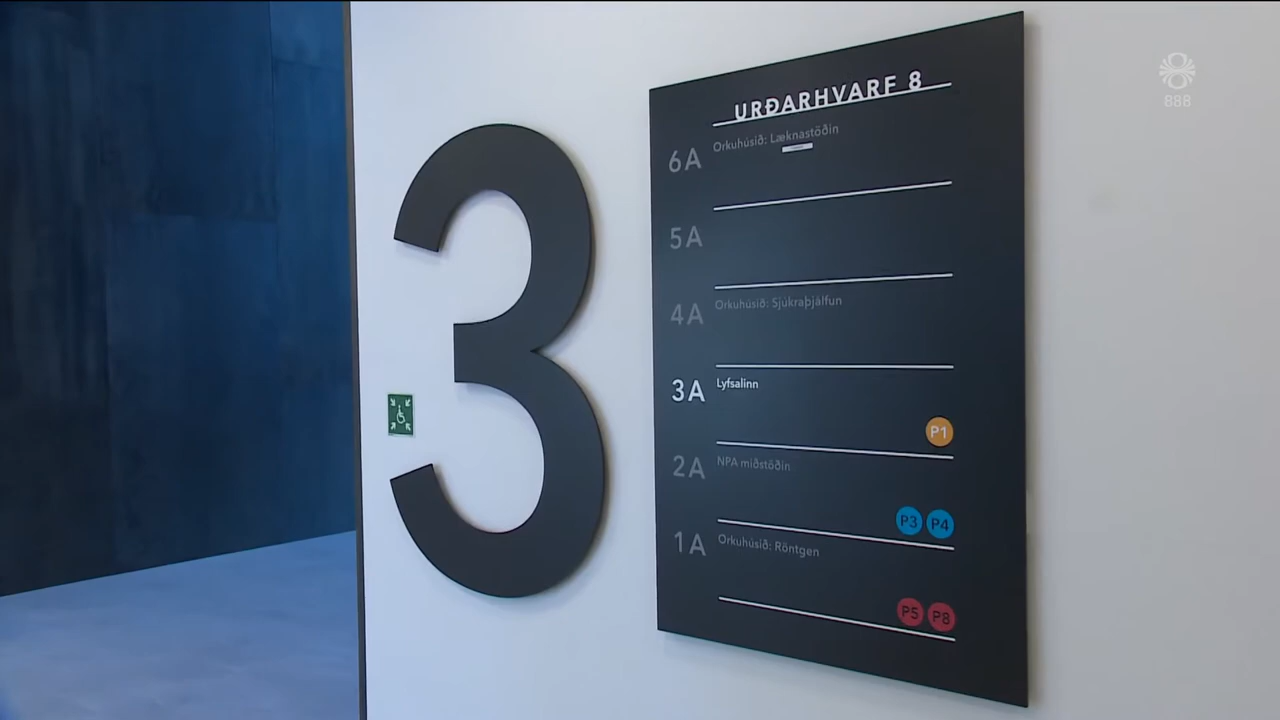 888
3
URÐARHVARF 8
6A Orkuhúsið: Læknastöðin
5A
4A Orkuhúsið: Sjúkraþjálfun
3A Lyfsalinn
P1
2A NPA miðstöðin
P3 P4
1A Orkuhúsið: Röntgen
P5 P8